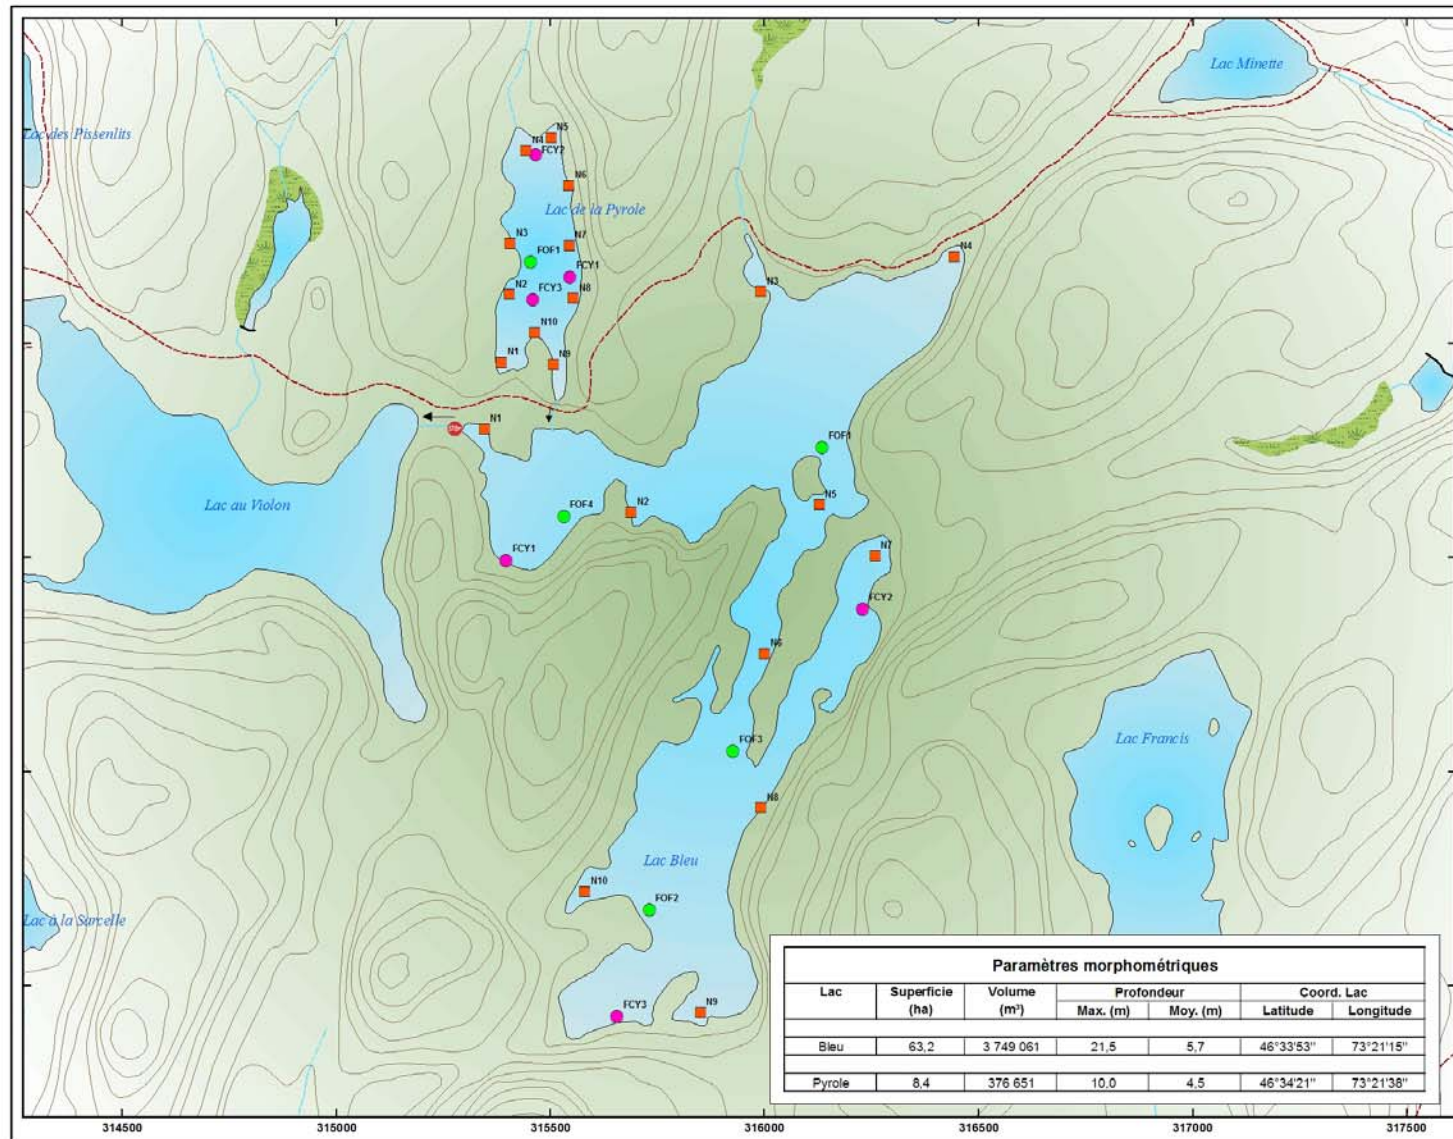 Lac Minette
Lac des Pissenlits
N5
N4
FCY2
N6
Lac de la Pyrole
N3
N7
FOF1
FCY1
N2
FCY3
N8
N10
N1
N9
N3
N4
N1
STOP
FOF1
Lac au Violon
FOF4
N2
N5
FCY1
N7
FCY2
N6
Lac Francis
FOF3
N8
Lac Bleu
N10
FOF2
Lac à la Sarcelle
FCY3
N9
Paramètres morphométriques
Lac Superficie (ha) Volume (m³) Profondeur Coord. Lac
Max. (m) Moy. (m) Latitude Longitude
Bleu 63,2 3 749 061 21,5 5,7 46°33'53" 73°21'15"
Pyrole 8,4 376 651 10,0 4,5 46°34'21" 73°21'38"
314500 315000 315500 316000 316500 317000 317500